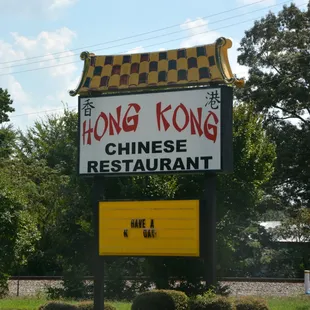 香 港
HONG KONG
CHINESE
RESTAURANT
HAVE A